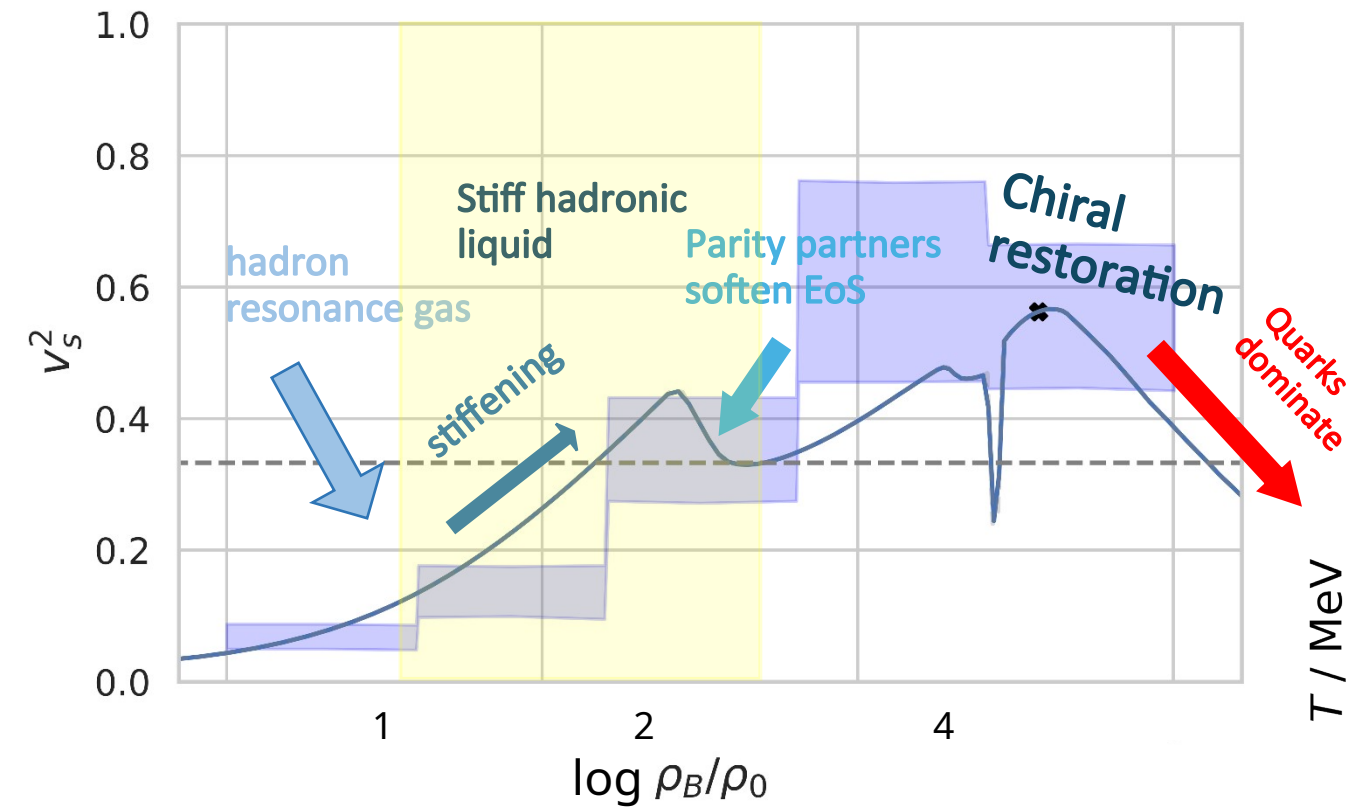 1.0
0.8
0.6
0.4
0.2
0.0
v_s^2
hadron
resonance gas
Stiff hadronic
liquid
stiffening
Parity partners
soften EoS
Chiral
restoration
Quarks
dominate
T / MeV
1 2 4
log ρ_B/ρ_0